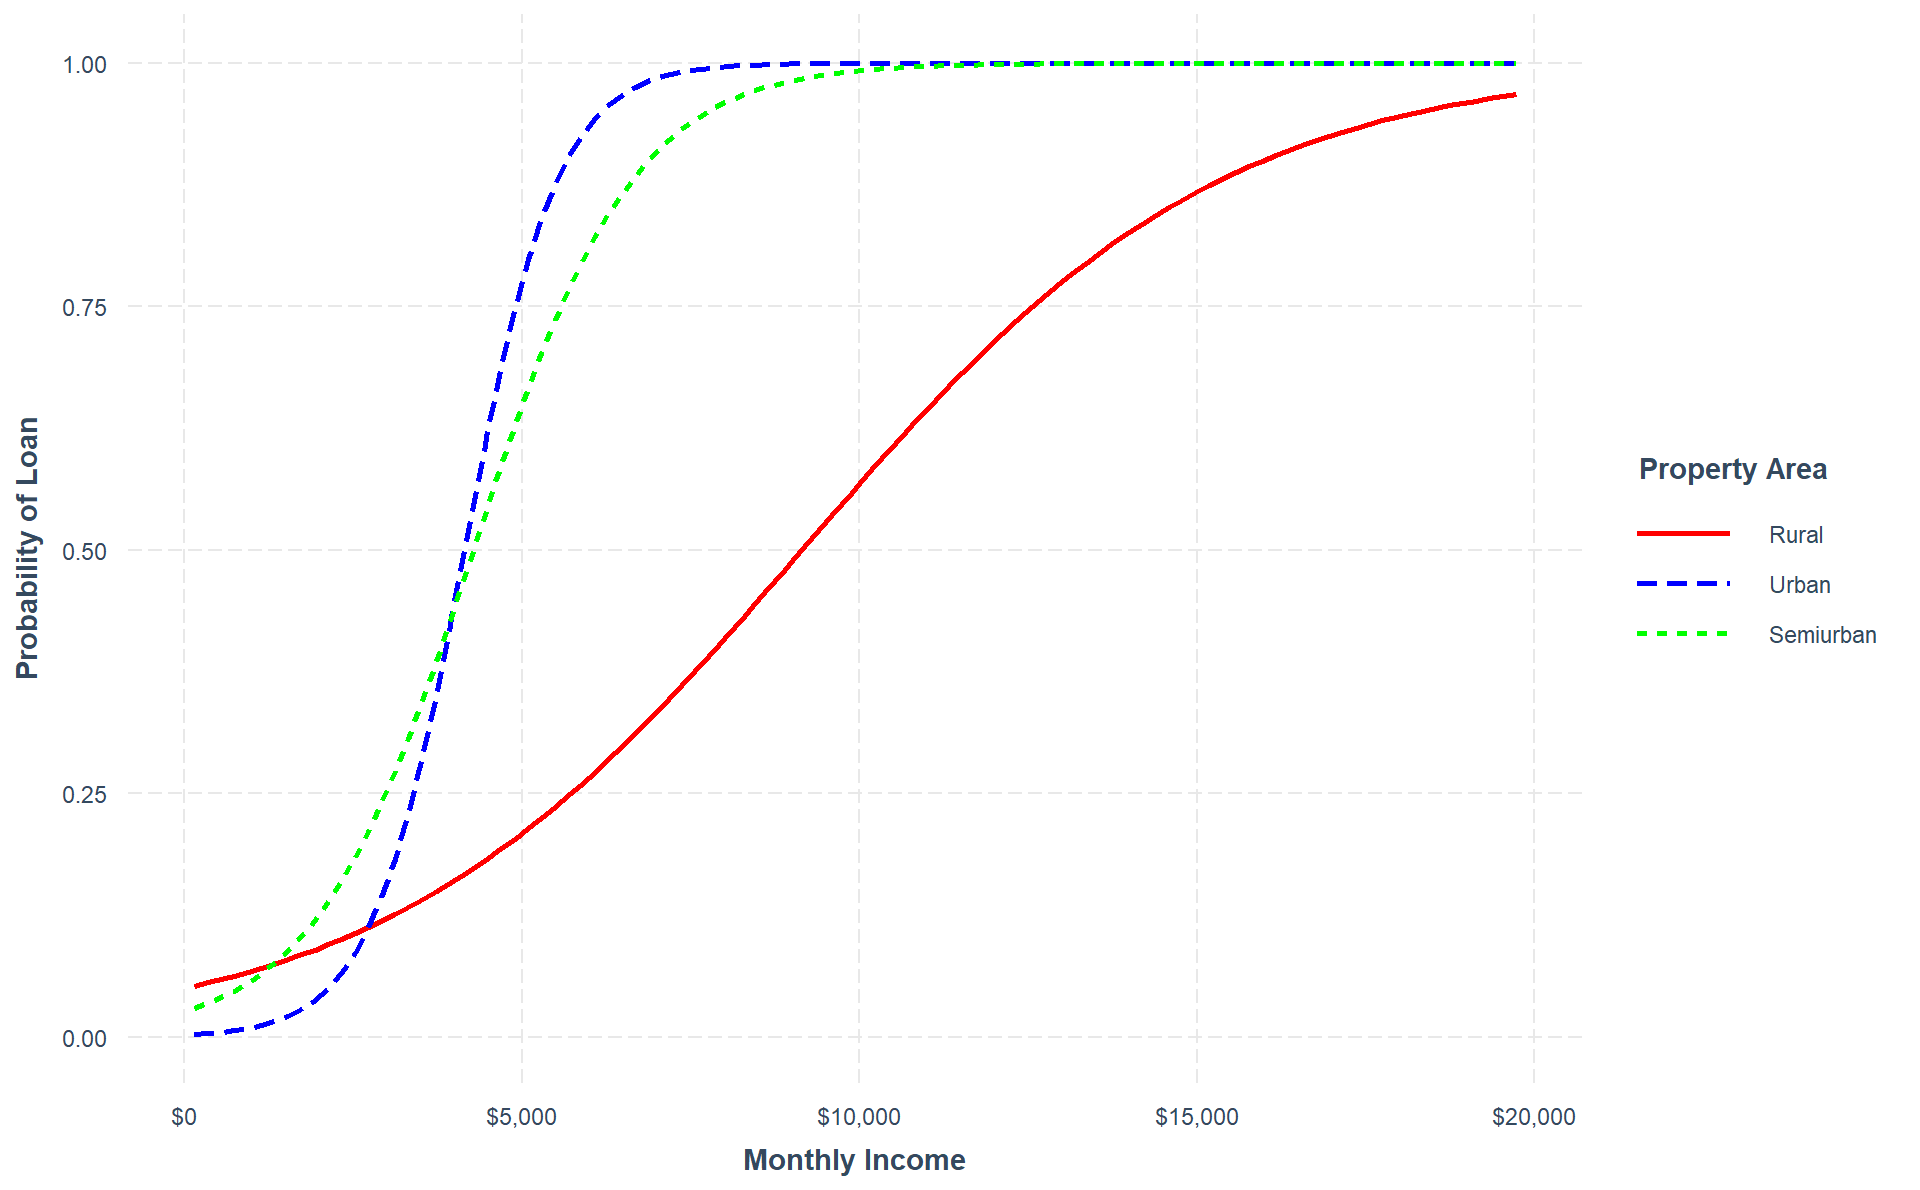 1.00
0.75
0.50
0.25
0.00
Probability of Loan
$0
$5,000
$10,000
$15,000
$20,000
Monthly Income
Property Area
Rural
Urban
Semiurban